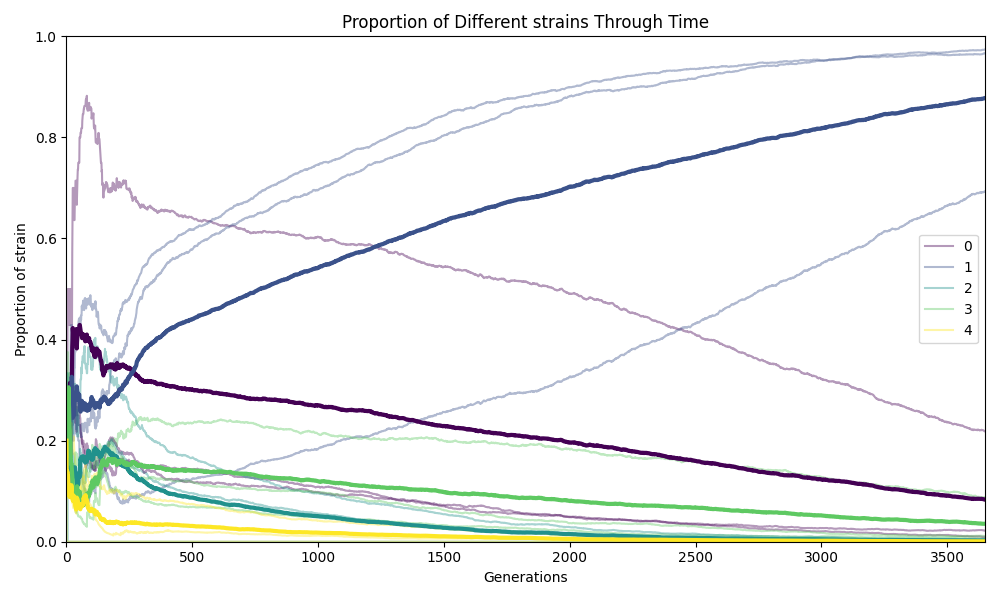 Proportion of Different strains Through Time
Proportion of strain
1.0
0.8
0.6
0.4
0.2
0.0
0
1
2
3
4
0 500 1000 1500 2000 2500 3000 3500
Generations